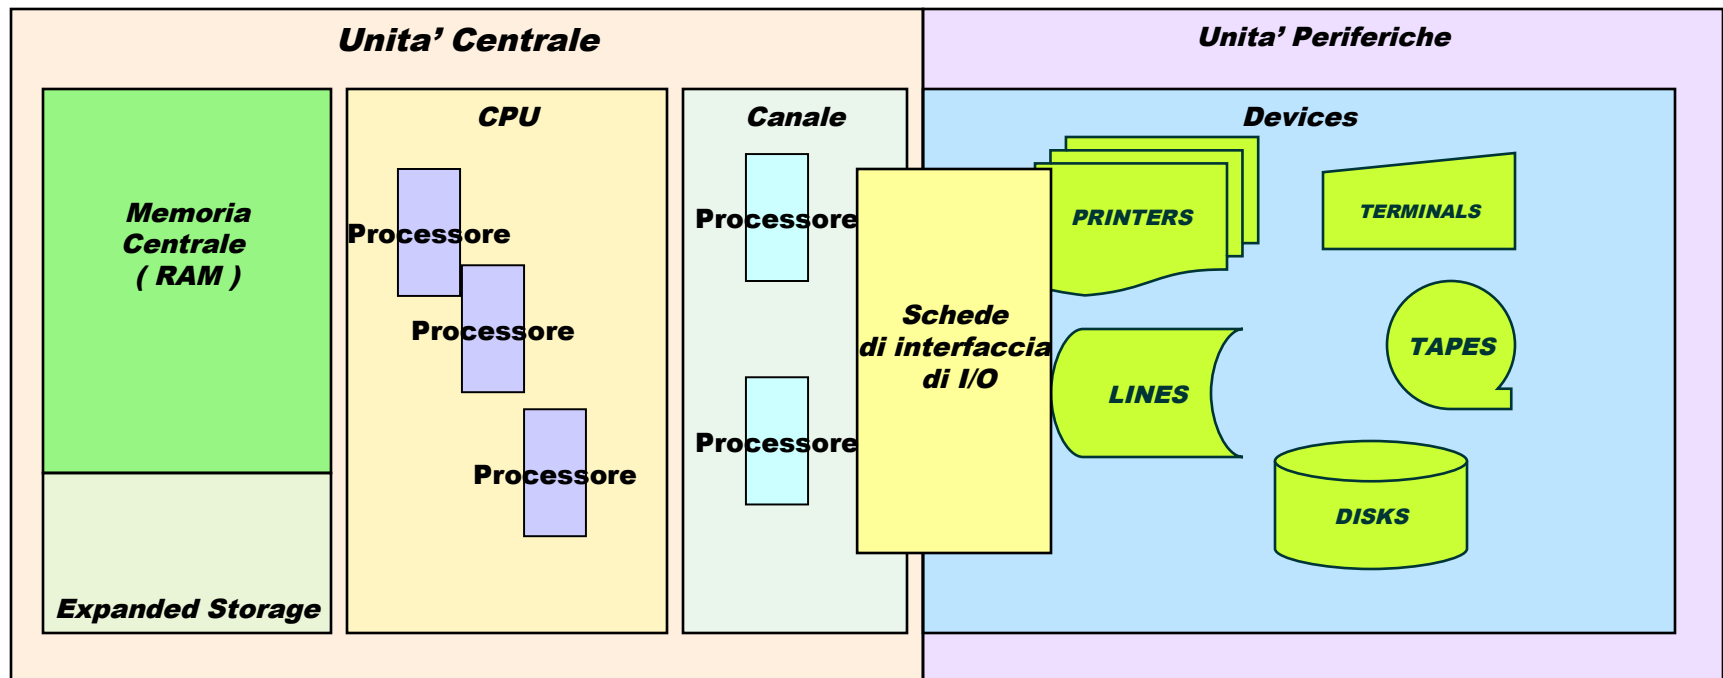 Unita’ Centrale
Unita’ Periferiche
Memoria
Centrale
( RAM )
Expanded Storage
CPU
Processore
Processore
Processore
Canale
Processore
Processore
Schede
di interfaccia
di I/O
Devices
PRINTERS
TERMINALS
LINES
TAPES
DISKS